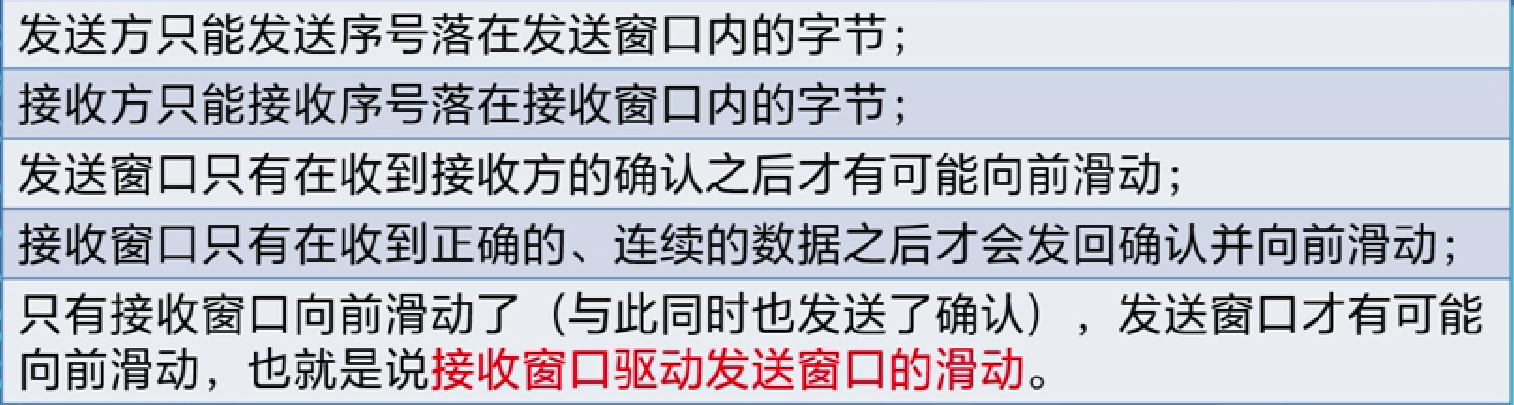 发送方只能发送序号落在发送窗口内的字节；
接收方只能接收序号落在接收窗口内的字节；
发送窗口只有在收到接收方的确认之后才有可能向前滑动；
接收窗口只有在收到正确的、连续的数据之后才会发回确认并向前滑动；
只有接收窗口向前滑动了（与此同时也发送了确认），发送窗口才有可能
向前滑动，也就是说接收窗口驱动发送窗口的滑动。